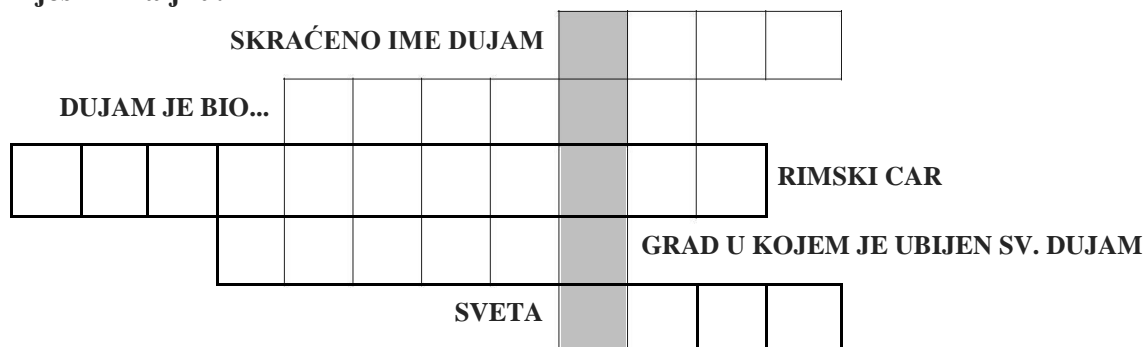 SKRAĆENO IME DUJAM
DUJAM JE BIO...
RIMSKI CAR
GRAD U KOJEM JE UBIJEN SV. DUJAM
SVETA